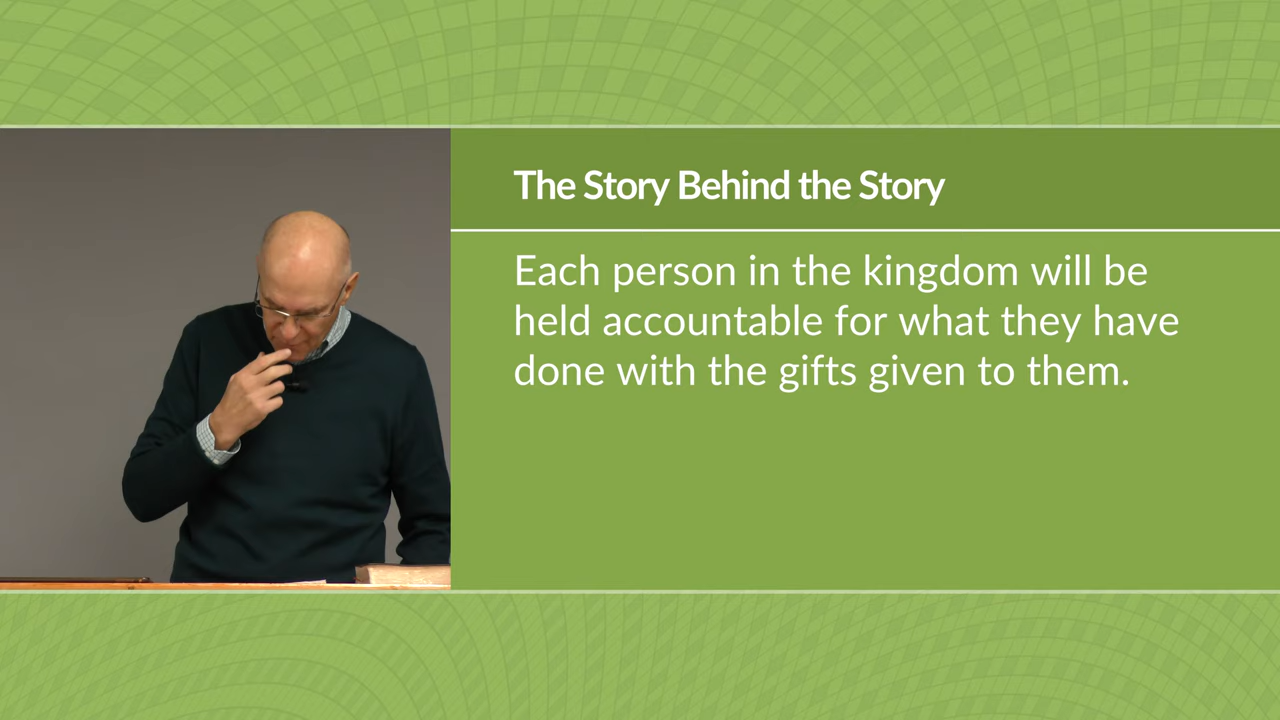 The Story Behind the Story
Each person in the kingdom will be
held accountable for what they have
done with the gifts given to them.